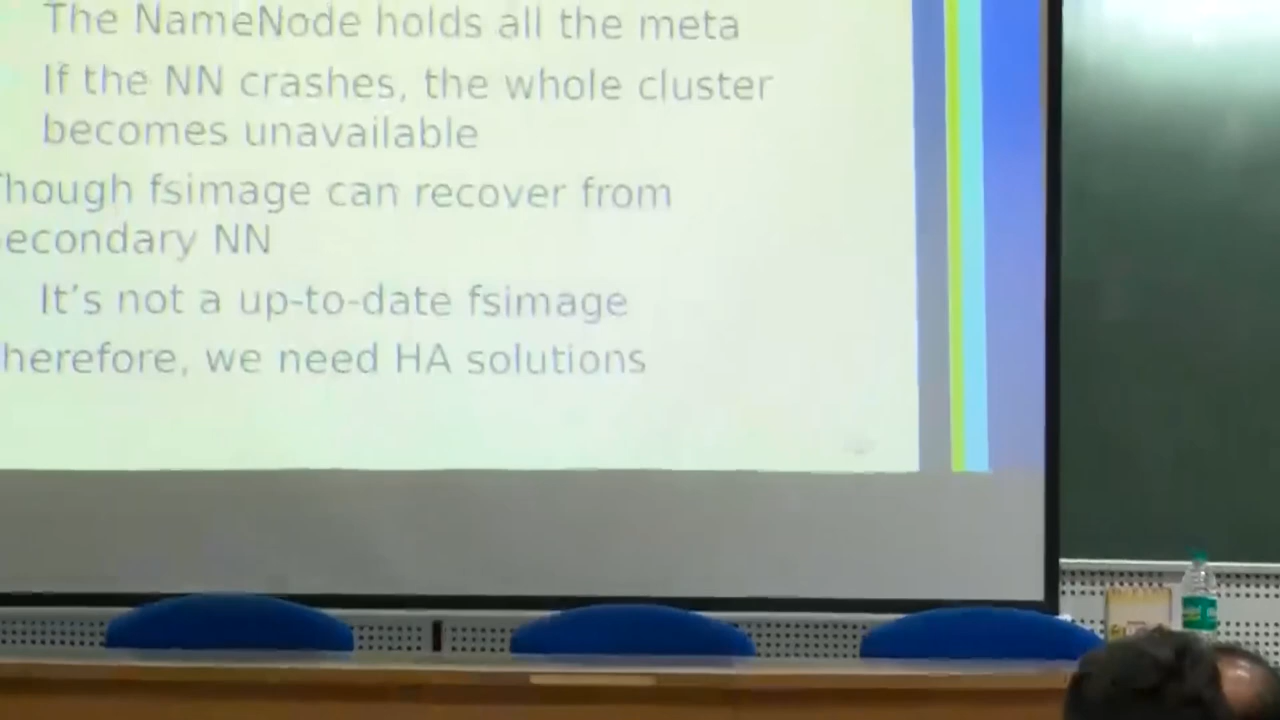 The NameNode holds all the meta
If the NN crashes, the whole cluster
becomes unavailable
hough fsimage can recover from
econdary NN
It's not a up-to-date fsimage
herefore, we need HA solutions